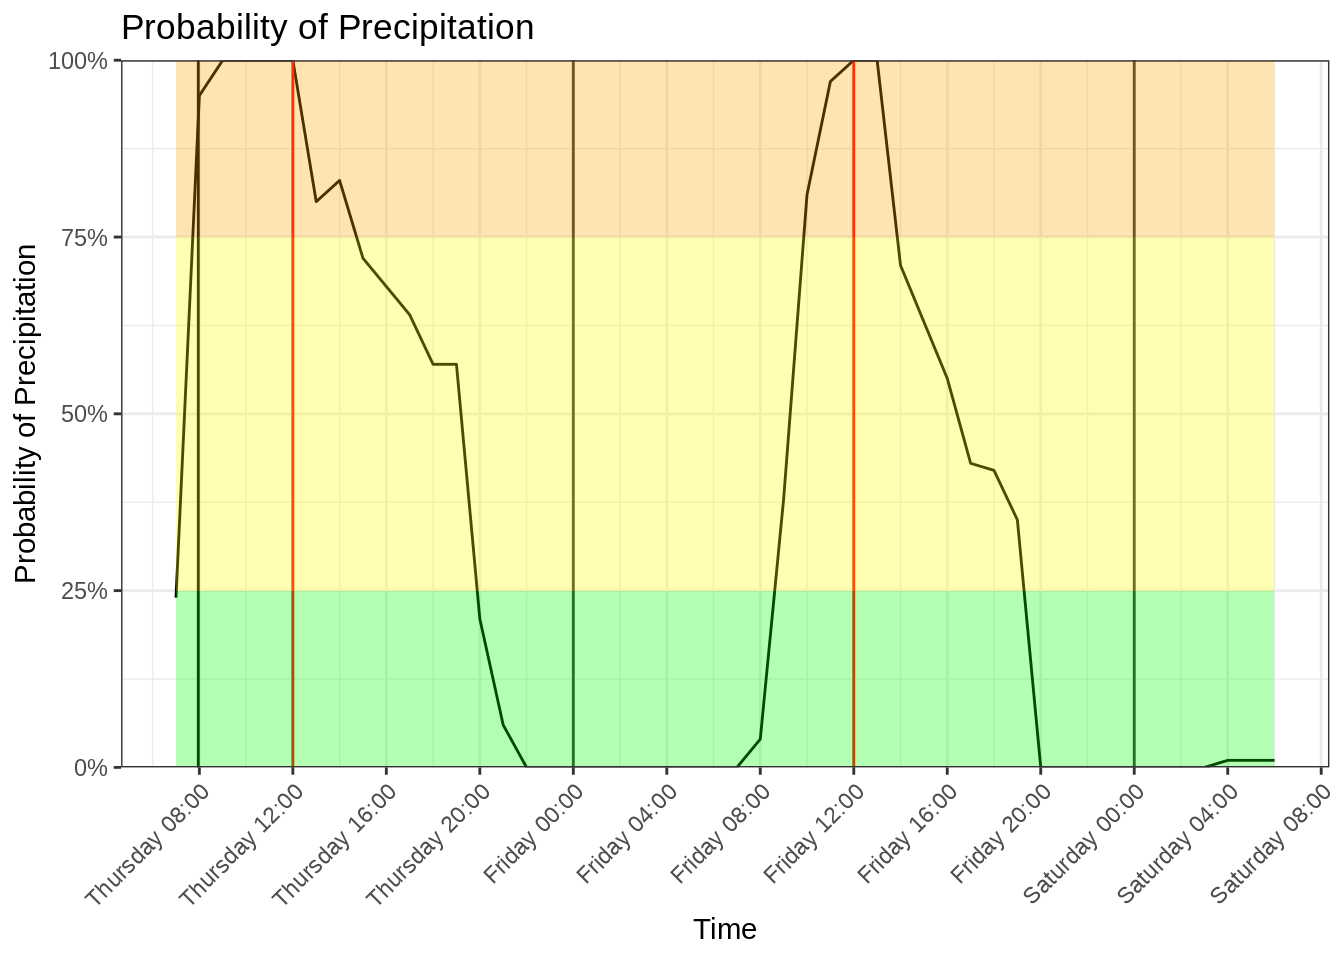 Probability of Precipitation
100%
75%
50%
25%
0%
Probability of Precipitation
Thursday 08:00
Thursday 12:00
Thursday 16:00
Thursday 20:00
Friday 00:00
Friday 04:00
Friday 08:00
Friday 12:00
Friday 16:00
Friday 20:00
Saturday 00:00
Saturday 04:00
Saturday 08:00
Time